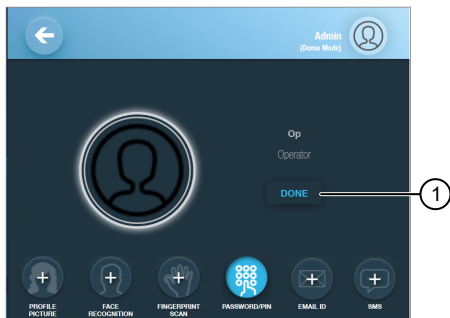 Admin
(Demo Mode)
Op
Operator
DONE
1
PROFILE
PICTURE
FACE
RECOGNITION
FINGERPRINT
SCAN
PASSWORD/PIN
EMAIL ID
SMS